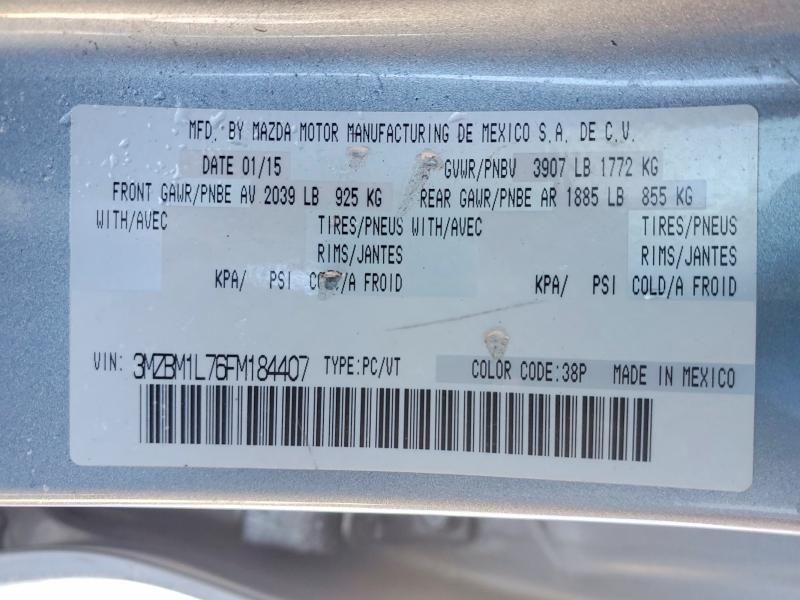 MFD. BY MAZDA MOTOR MANUFACTURING DE MEXICO S.A. DE C.V.
DATE 01/15 GVWR/PNBV 3907 LB 1772 KG
FRONT GAWR/PNBE AV 2039 LB 925 KG REAR GAWR/PNBE AR 1885 LB 855 KG
WITH/AVEC TIRES/PNEUS WITH/AVEC TIRES/PNEUS
RIMS/JANTES RIMS/JANTES
KPA/ PSI COLD/A FROID KPA/ PSI COLD/A FROID
VIN: 3MZBM1L76FM184407 TYPE:PC/VT COLOR CODE:38P MADE IN MEXICO